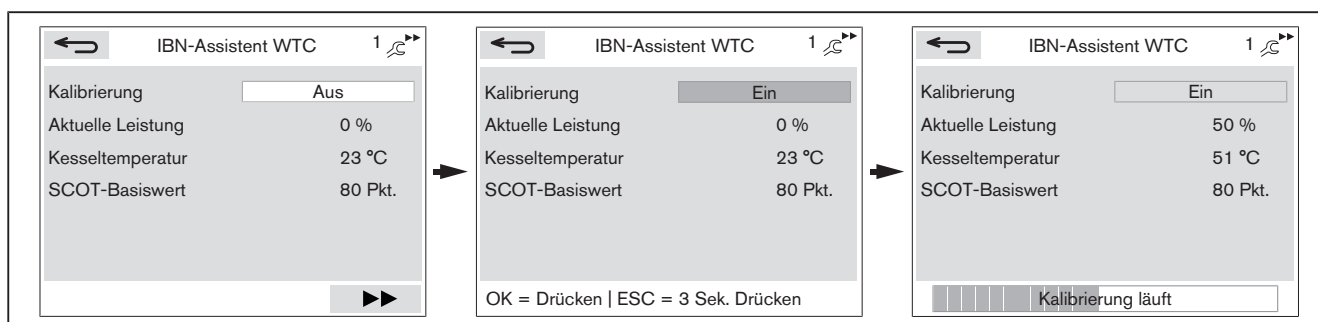 IBN-Assistent WTC 1
Kalibrierung Aus
Aktuelle Leistung 0 %
Kesseltemperatur 23 °C
SCOT-Basiswert 80 Pkt.
IBN-Assistent WTC 1
Kalibrierung Ein
Aktuelle Leistung 0 %
Kesseltemperatur 23 °C
SCOT-Basiswert 80 Pkt.
OK = Drücken | ESC = 3 Sek. Drücken
IBN-Assistent WTC 1
Kalibrierung Ein
Aktuelle Leistung 50 %
Kesseltemperatur 51 °C
SCOT-Basiswert 80 Pkt.
Kalibrierung läuft